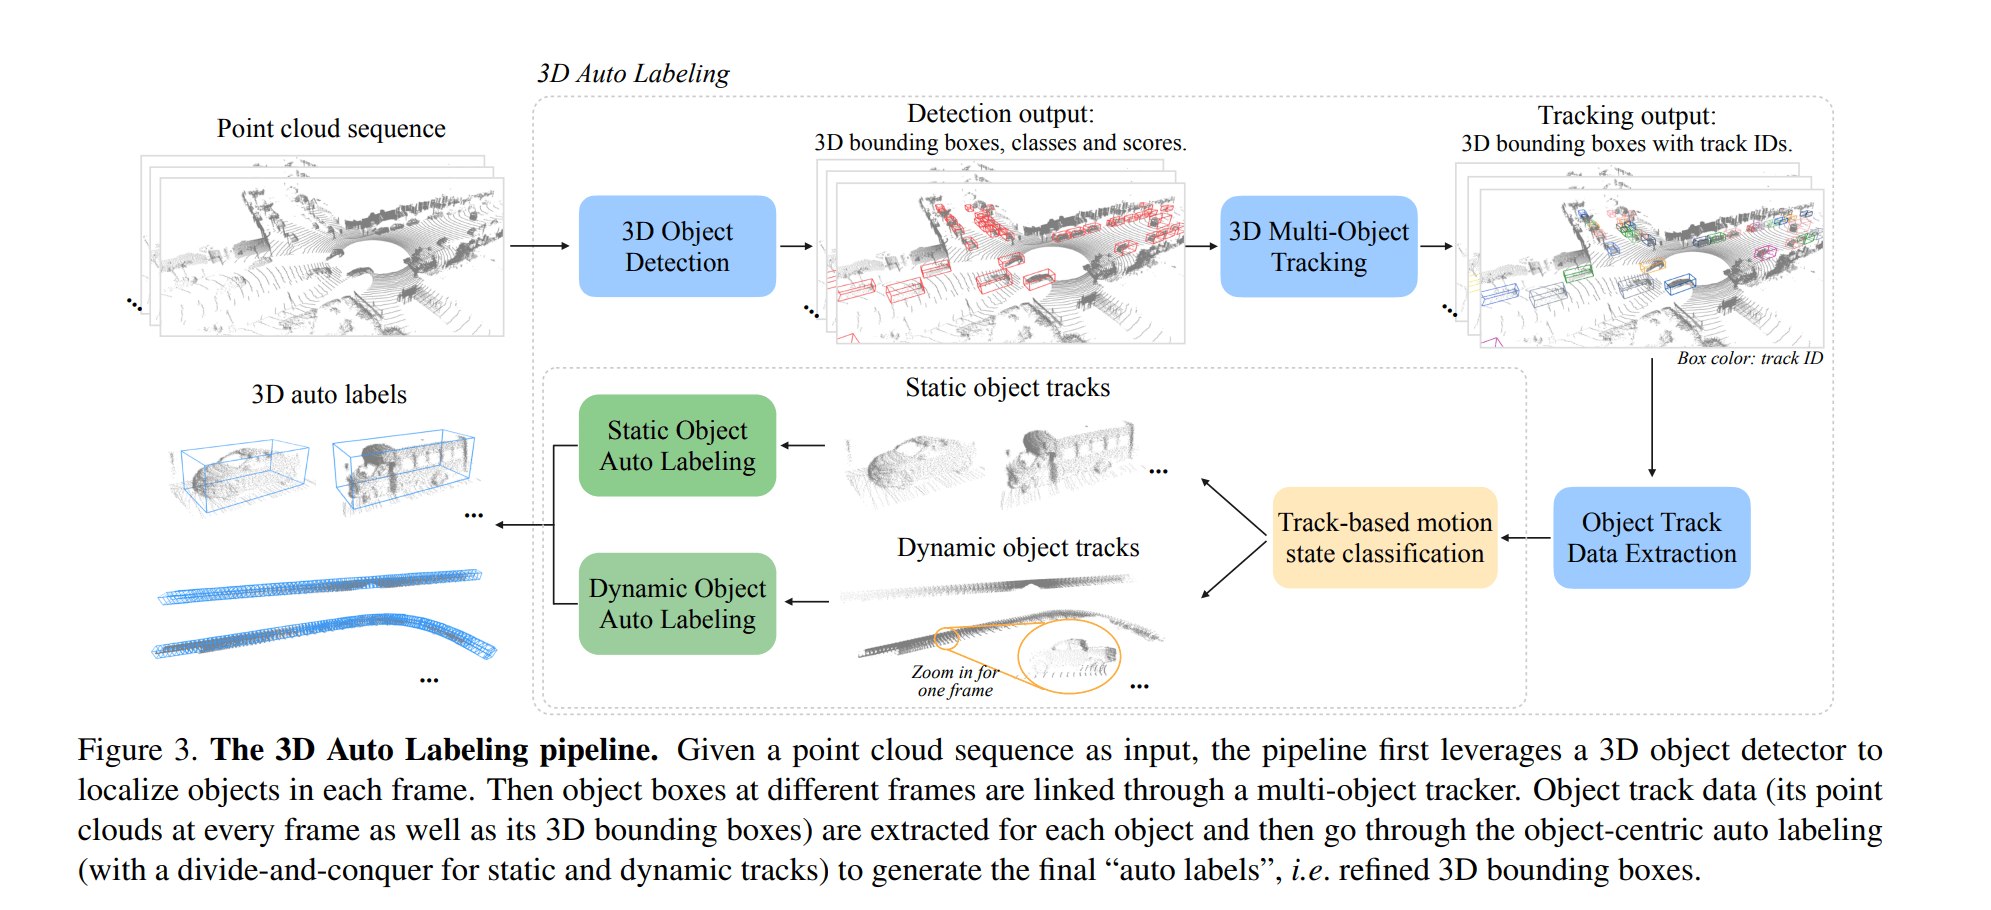 3D Auto Labeling
Point cloud sequence
Detection output:
3D bounding boxes, classes and scores.
Tracking output:
3D bounding boxes with track IDs.
3D Object
Detection
3D Multi-Object
Tracking
Box color: track ID
3D auto labels
Static Object
Auto Labeling
Static object tracks
...
...
Track-based motion
state classification
Object Track
Data Extraction
Dynamic Object
Auto Labeling
Dynamic object tracks
Zoom in for
one frame
...
...
Figure 3. The 3D Auto Labeling pipeline. Given a point cloud sequence as input, the pipeline first leverages a 3D object detector to
localize objects in each frame. Then object boxes at different frames are linked through a multi-object tracker. Object track data (its point
clouds at every frame as well as its 3D bounding boxes) are extracted for each object and then go through the object-centric auto labeling
(with a divide-and-conquer for static and dynamic tracks) to generate the final “auto labels”, i.e. refined 3D bounding boxes.